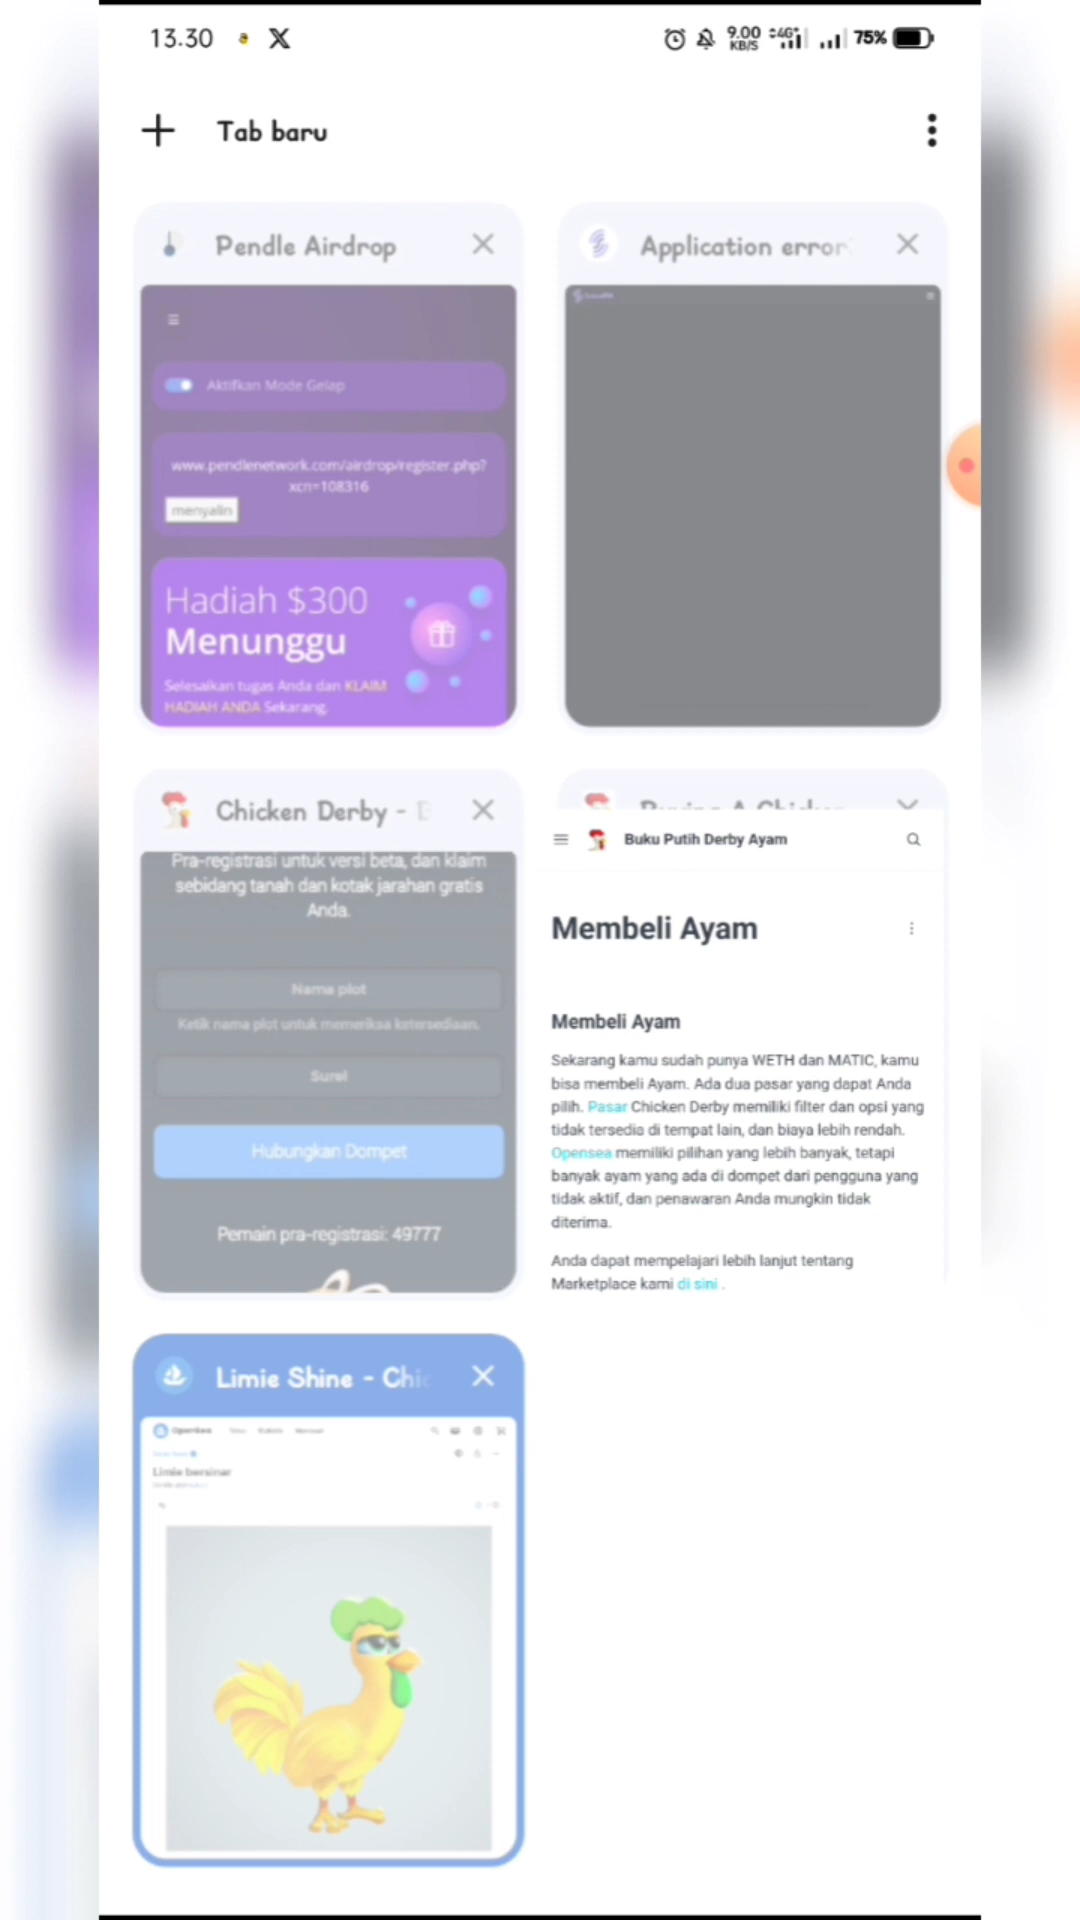 13.30
9.00
KB/S
4G+
75%
Tab baru
Pendle Airdrop
Application error
Aktifkan Mode Gelap
www.pendlenetwork.com/airdrop/register.php?
xcn=108316
menyalin
Hadiah $300
Menunggu
Selesaikan tugas Anda dan KLAIM
HADIAH ANDA Sekarang.
Chicken Derby -
Pra-registrasi untuk versi beta, dan klaim
sebidang tanah dan kotak jarahan gratis
Anda.
Nama plot
Ketik nama plot untuk memeriksa ketersediaan.
Surel
Hubungkan Dompet
Pemain pra-registrasi: 49777
Buying A Chicken
Buku Putih Derby Ayam
Membeli Ayam
Membeli Ayam
Sekarang kamu sudah punya WETH dan MATIC, kamu
bisa membeli Ayam. Ada dua pasar yang dapat Anda
pilih. Pasar Chicken Derby memiliki filter dan opsi yang
tidak tersedia di tempat lain, dan biaya lebih rendah.
Opensea memiliki pilihan yang lebih banyak, tetapi
banyak ayam yang ada di dompet dari pengguna yang
tidak aktif, dan penawaran Anda mungkin tidak
diterima.
Anda dapat mempelajari lebih lanjut tentang
Marketplace kami di sini .
Limie Shine - Chic
OpenSea
Limie bersinar